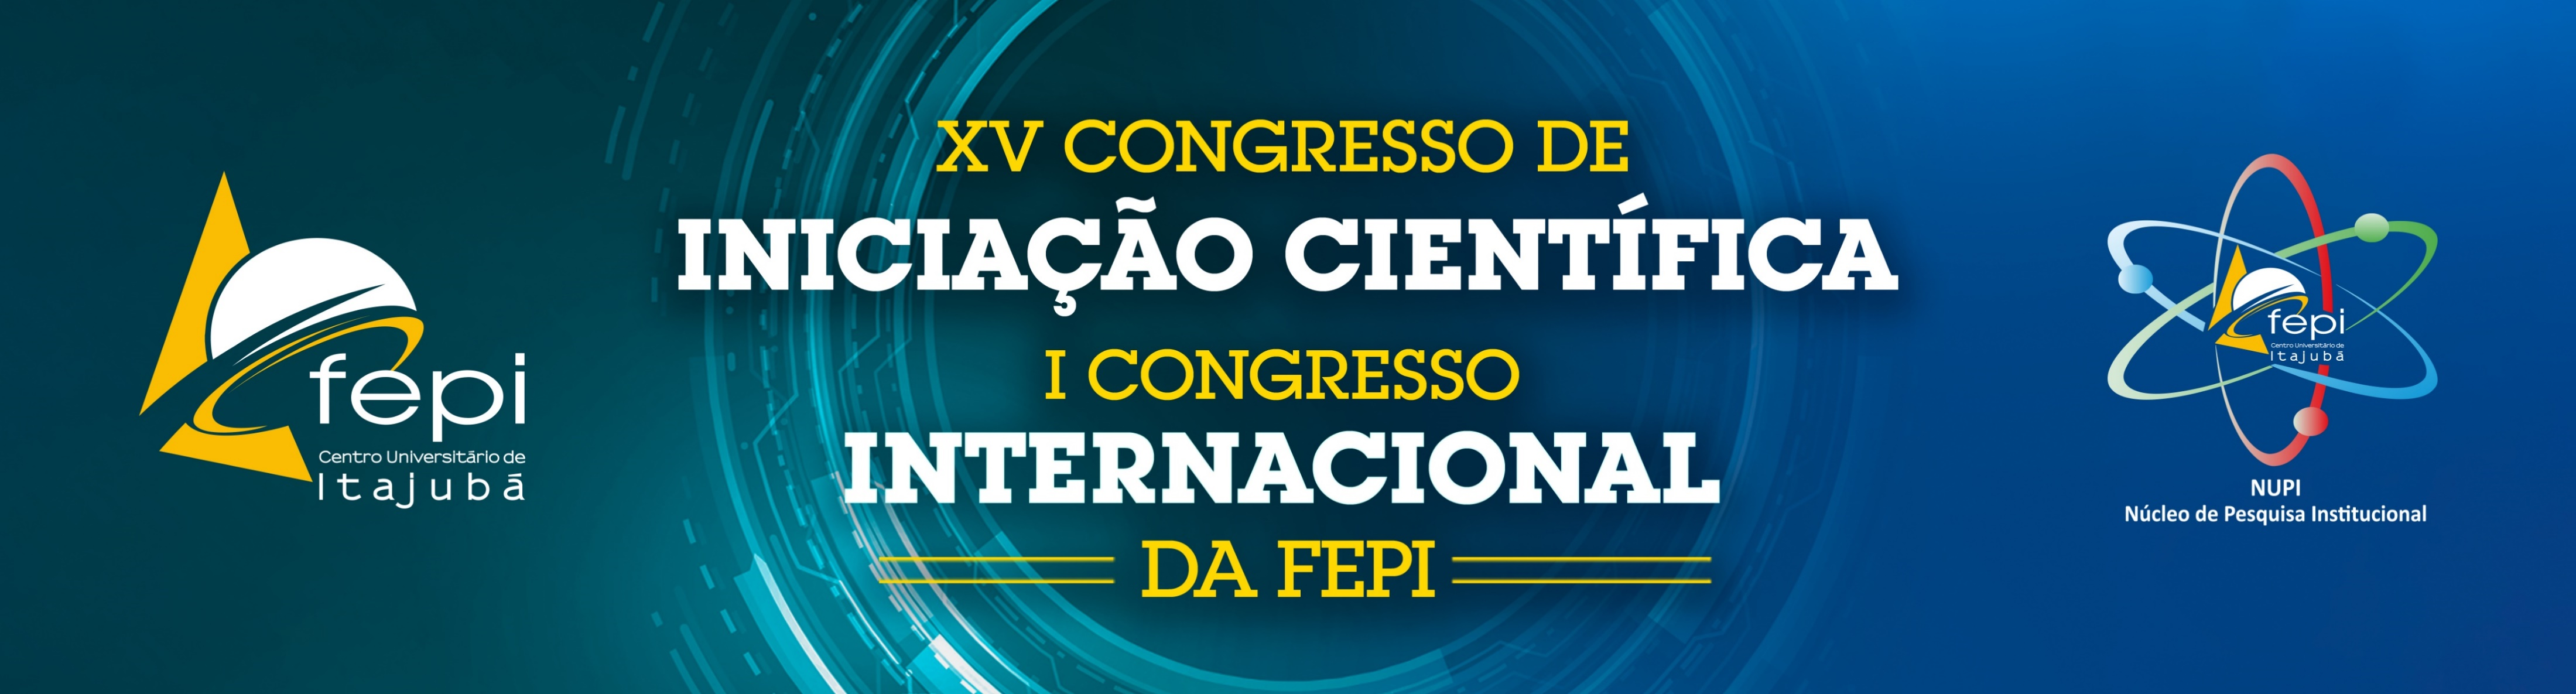 fepi
Centro Universitário de
Itajubá
XV CONGRESSO DE
INICIAÇÃO CIENTÍFICA
I CONGRESSO
INTERNACIONAL
DA FEPI
fepi
Centro Universitário de
Itajubá
NUPI
Núcleo de Pesquisa Institucional